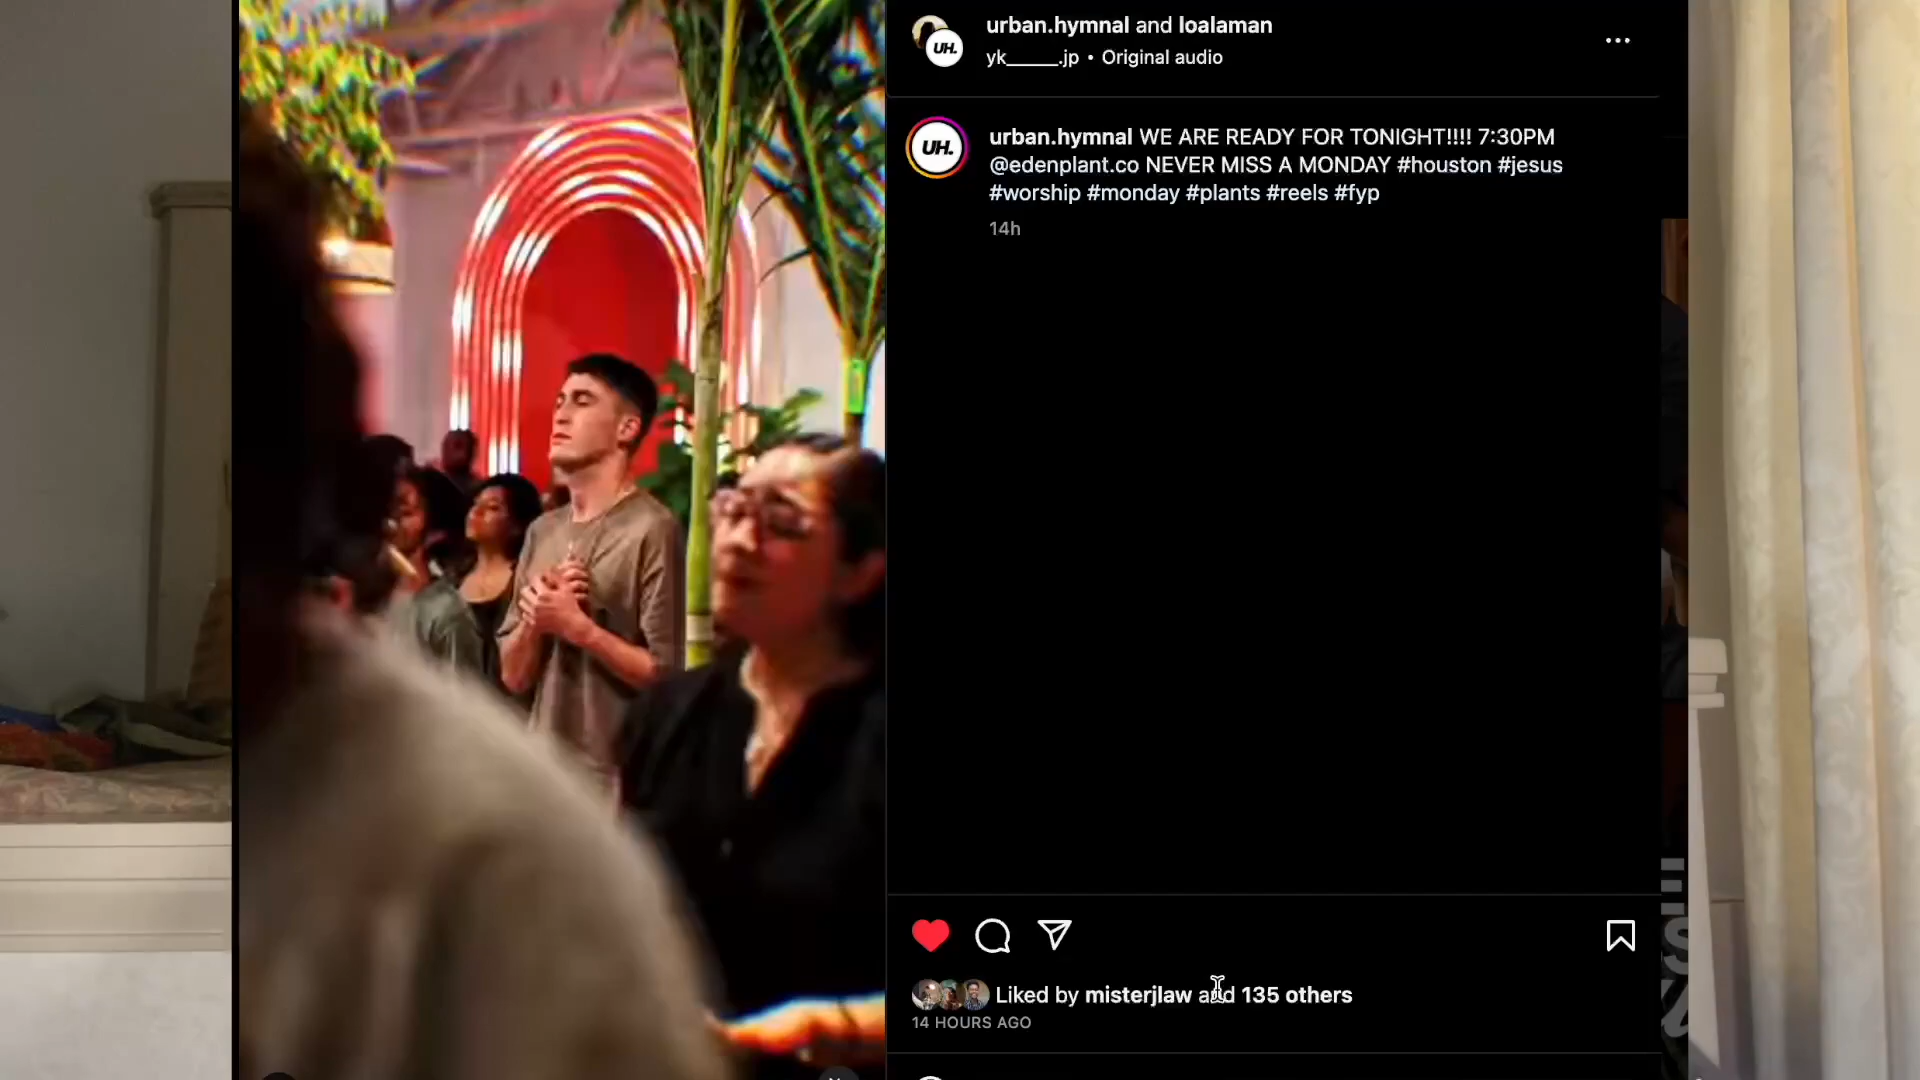 urban.hymnal and loalaman
UH.
yk_____.jp • Original audio
UH.
urban.hymnal WE ARE READY FOR TONIGHT!!!! 7:30PM
@edenplant.co NEVER MISS A MONDAY #houston #jesus
#worship #monday #plants #reels #fyp
14h
Liked by misterjlaw and 135 others
14 HOURS AGO